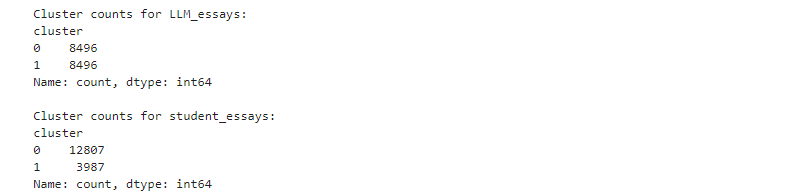 Cluster counts for LLM_essays:
cluster
0    8496
1    8496
Name: count, dtype: int64

Cluster counts for student_essays:
cluster
0    12807
1     3987
Name: count, dtype: int64